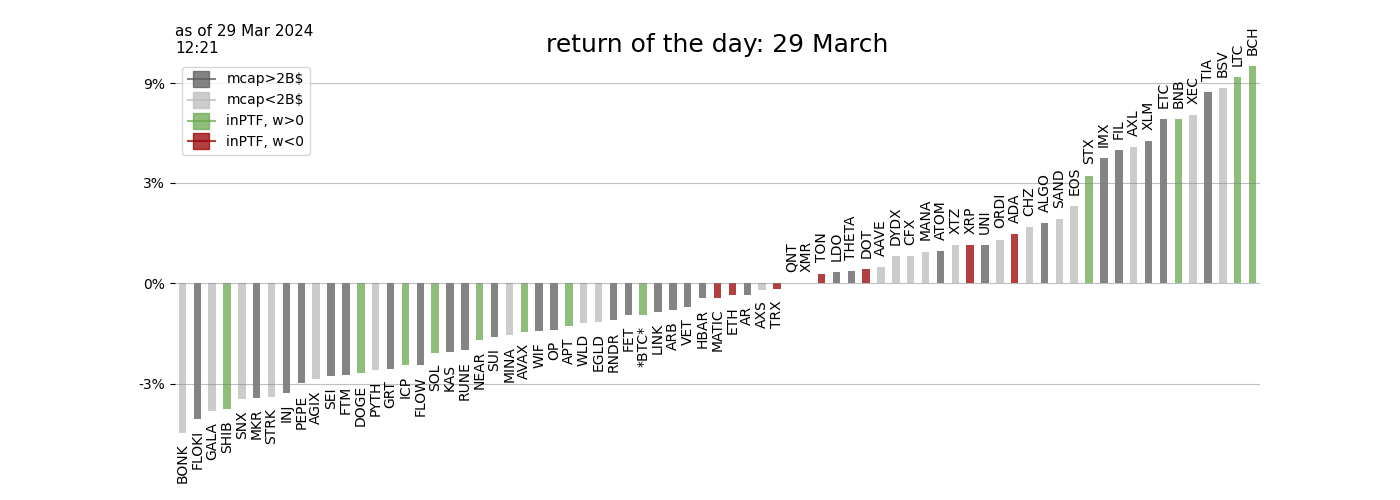 as of 29 Mar 2024
12:21
return of the day: 29 March
mcap>2B$
mcap<2B$
inPTF, w>0
inPTF, w<0
9%
3%
0%
-3%
BONK
FLOKI
GALA
SHIB
SNX
MKR
STRK
INJ
PEPE
AGIX
SEI
FTM
DOGE
PYTH
GRT
ICP
FLOW
SOL
KAS
RUNE
NEAR
SUI
MINA
AVAX
WIF
OP
APT
WLD
EGLD
RNDR
FET
*BTC*
LINK
ARB
VET
HBAR
MATIC
ETH
AR
AXS
TRX
QNT
XMR
TON
LDO
THETA
DOT
AAVE
DYDX
CFX
MANA
ATOM
XTZ
XRP
UNI
ORDI
ADA
CHZ
ALGO
SAND
EOS
STX
IMX
FIL
AXL
XLM
ETC
BNB
XEC
TIA
BSV
LTC
BCH